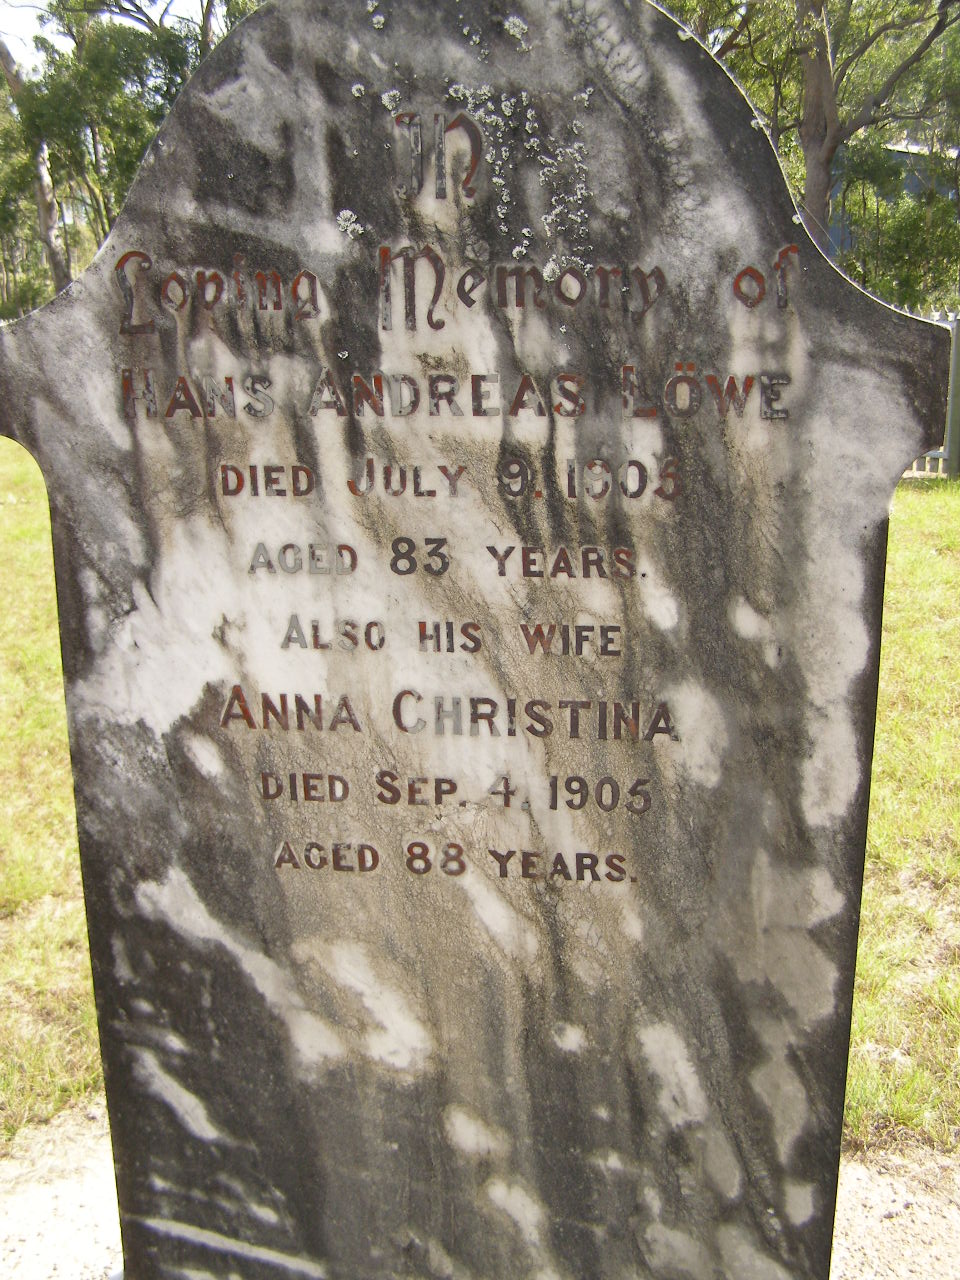 In
Loving Memory of
HANS ANDREAS LÖWE
DIED JULY 9. 1905
AGED 83 YEARS.
ALSO HIS WIFE
ANNA CHRISTINA
DIED SEP. 4. 1905
AGED 88 YEARS.